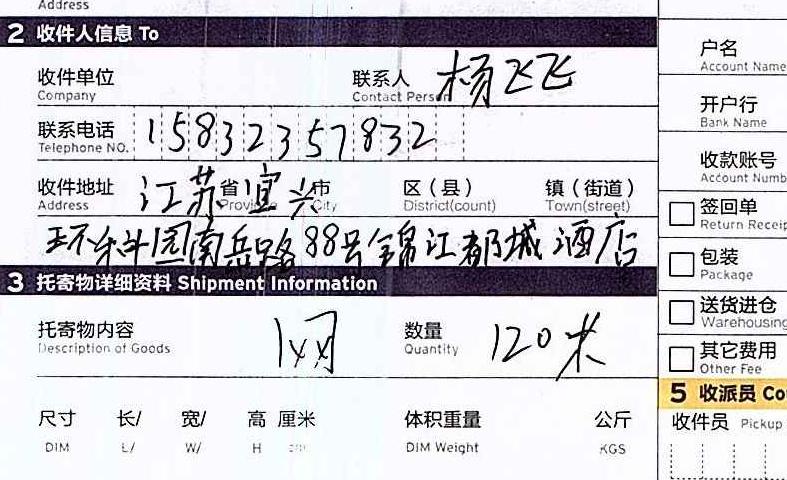 Address
2 收件人信息 To
收件单位 联系人 杨飞飞
Company Contact Person
联系电话 15832357832
Telephone NO.
收件地址 江苏 省 宜兴 市 区（县） 镇（街道）
Address Province City District(count) Town(street)
环科园南岳路88号锦江都城酒店
3 托寄物详细资料 Shipment Information
托寄物内容 网 数量 120米
Description of Goods Quantity
尺寸 长/ 宽/ 高 厘米 体积重量 公斤
DIM L/ W/ H DIM Weight KGS
户名
Account Name
开户行
Bank Name
收款账号
Account Numb
签回单
Return Receip
包装
Package
送货进仓
Warehousing
其它费用
Other Fee
5 收派员 Co
收件员 Pickup